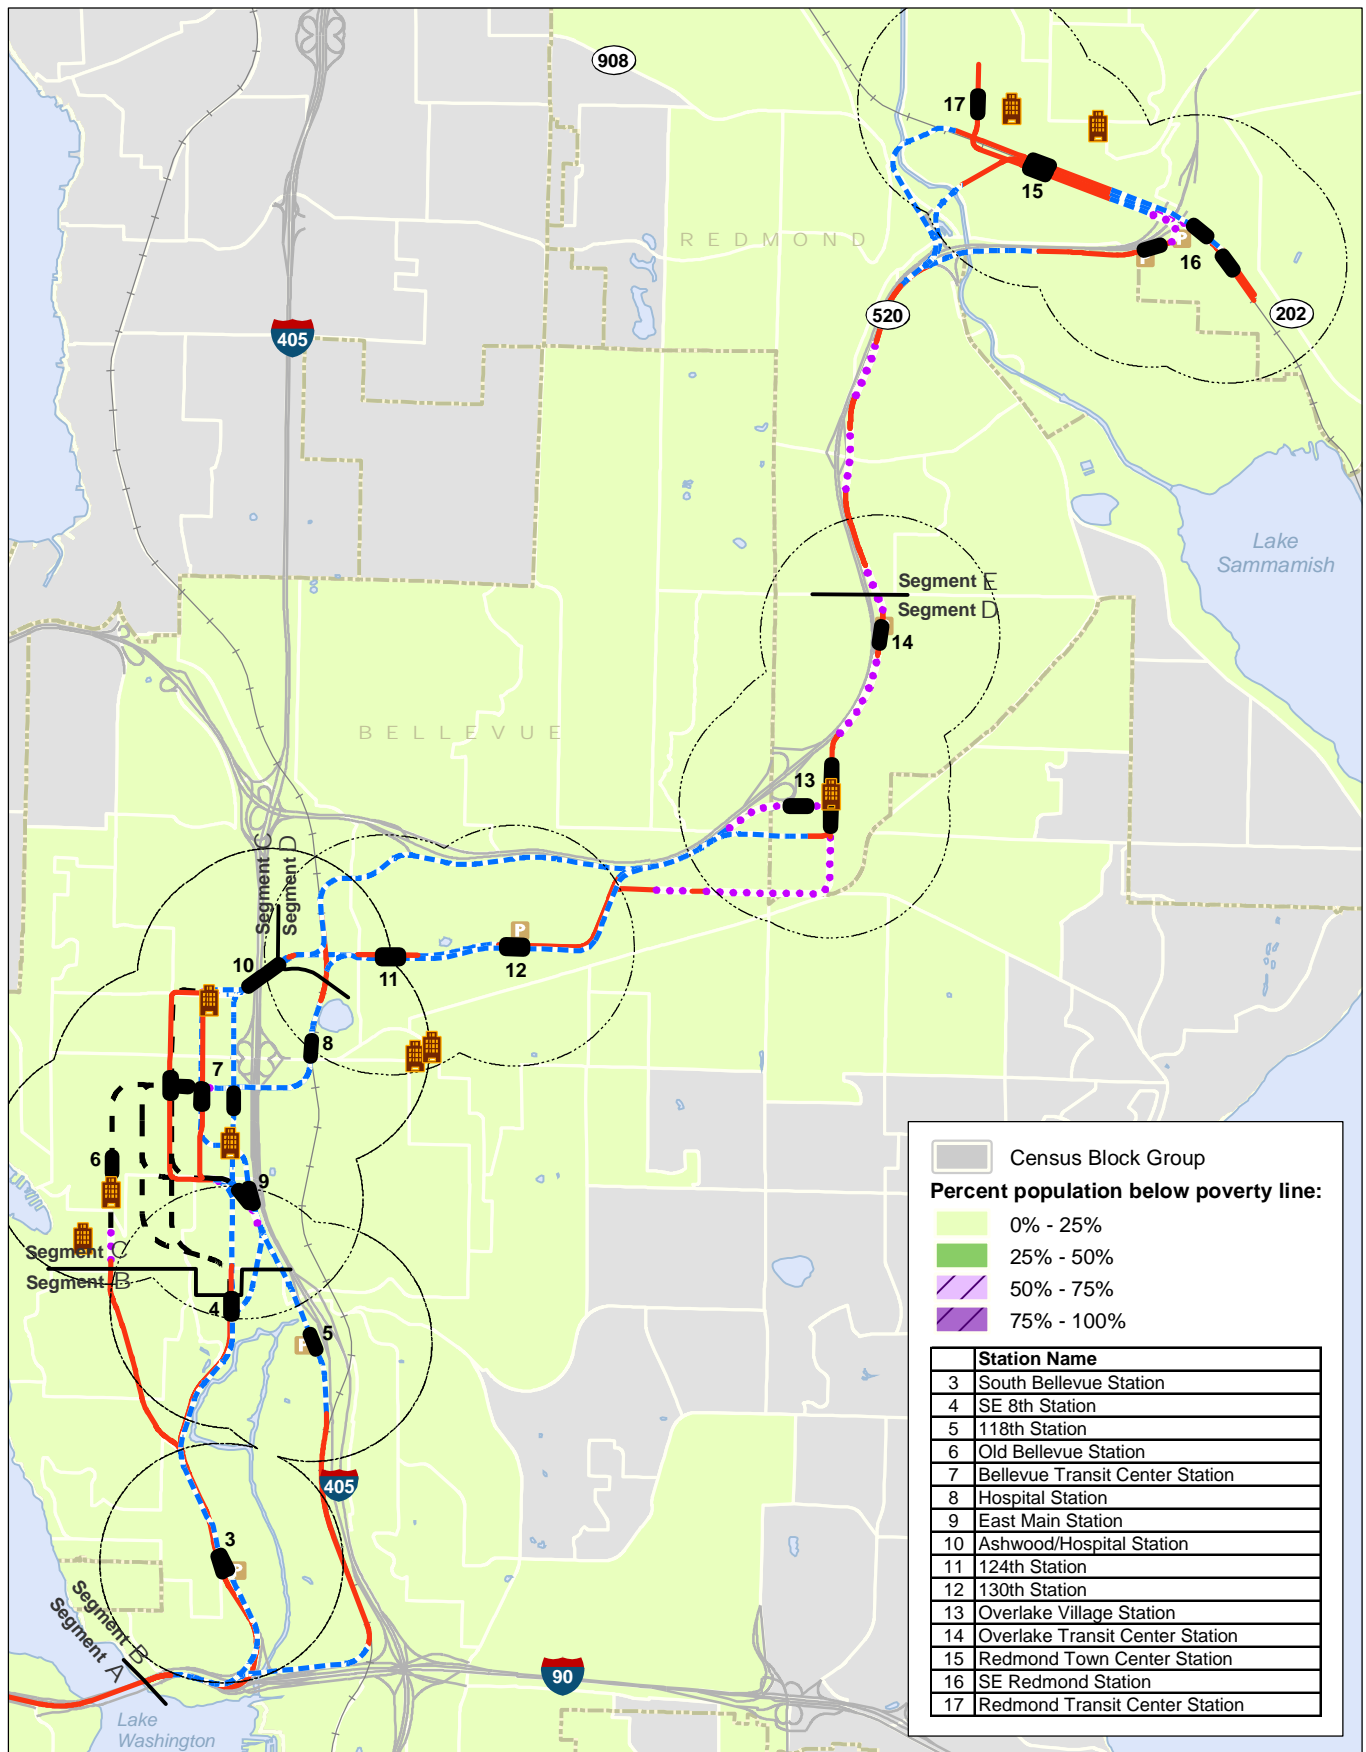 908
17
15
REDMOND
16
520
202
405
Lake
Sammamish
Segment E
Segment D
14
BELLEVUE
13
Segment C
Segment D
P
12
10
11
8
7
6
9
Segment C
Segment B
4
5
P
405
3
P
Segment B
Segment A
90
Lake
Washington
Census Block Group
Percent population below poverty line:
0% - 25%
25% - 50%
50% - 75%
75% - 100%
Station Name
3 South Bellevue Station
4 SE 8th Station
5 118th Station
6 Old Bellevue Station
7 Bellevue Transit Center Station
8 Hospital Station
9 East Main Station
10 Ashwood/Hospital Station
11 124th Station
12 130th Station
13 Overlake Village Station
14 Overlake Transit Center Station
15 Redmond Town Center Station
16 SE Redmond Station
17 Redmond Transit Center Station